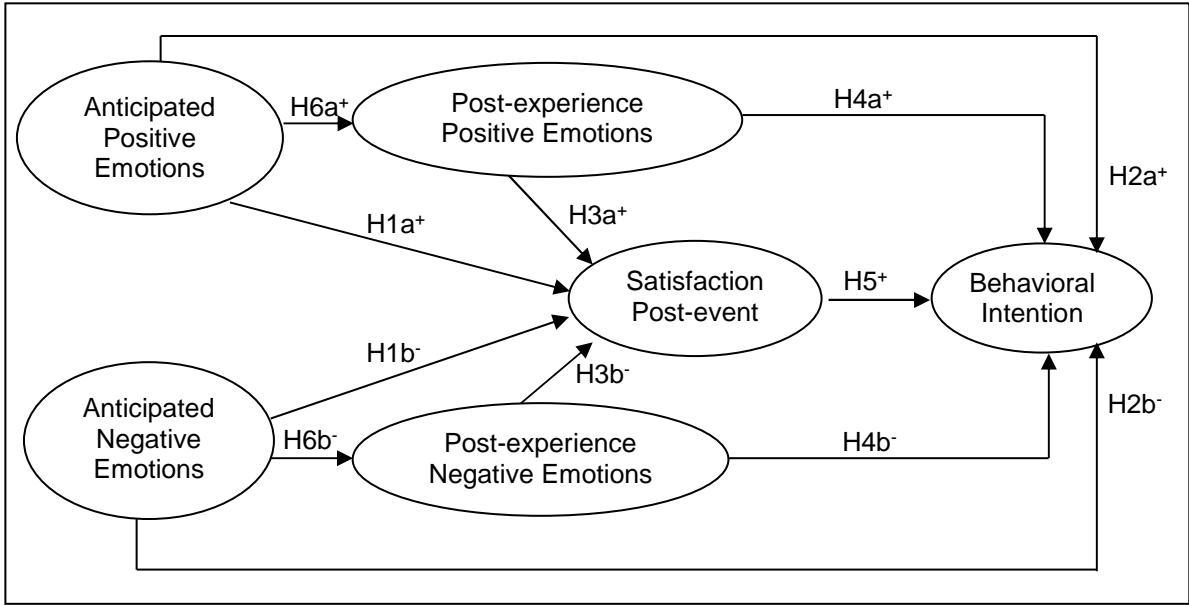 Anticipated
Positive
Emotions
H6a⁺
Post-experience
Positive Emotions
H4a⁺
H2a⁺
H1a⁺
H3a⁺
Satisfaction
Post-event
H5⁺
Behavioral
Intention
H1b⁻
H3b⁻
Anticipated
Negative
Emotions
H6b⁻
Post-experience
Negative Emotions
H4b⁻
H2b⁻